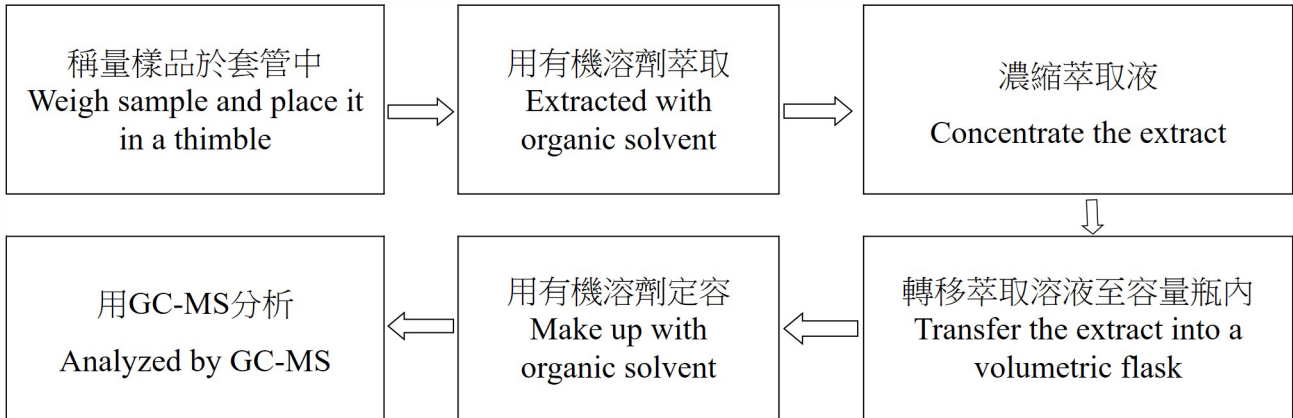 稱量樣品於套管中
Weigh sample and place it
in a thimble
用有機溶劑萃取
Extracted with
organic solvent
濃縮萃取液
Concentrate the extract
轉移萃取溶液至容量瓶內
Transfer the extract into a
volumetric flask
用有機溶劑定容
Make up with
organic solvent
用GC-MS分析
Analyzed by GC-MS